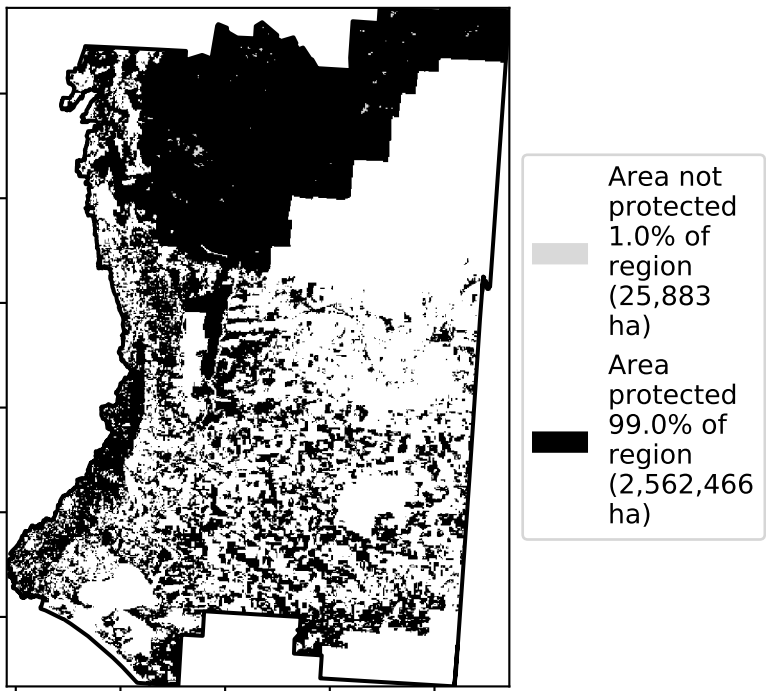 Area not
protected
1.0% of
region
(25,883
ha)
Area
protected
99.0% of
region
(2,562,466
ha)